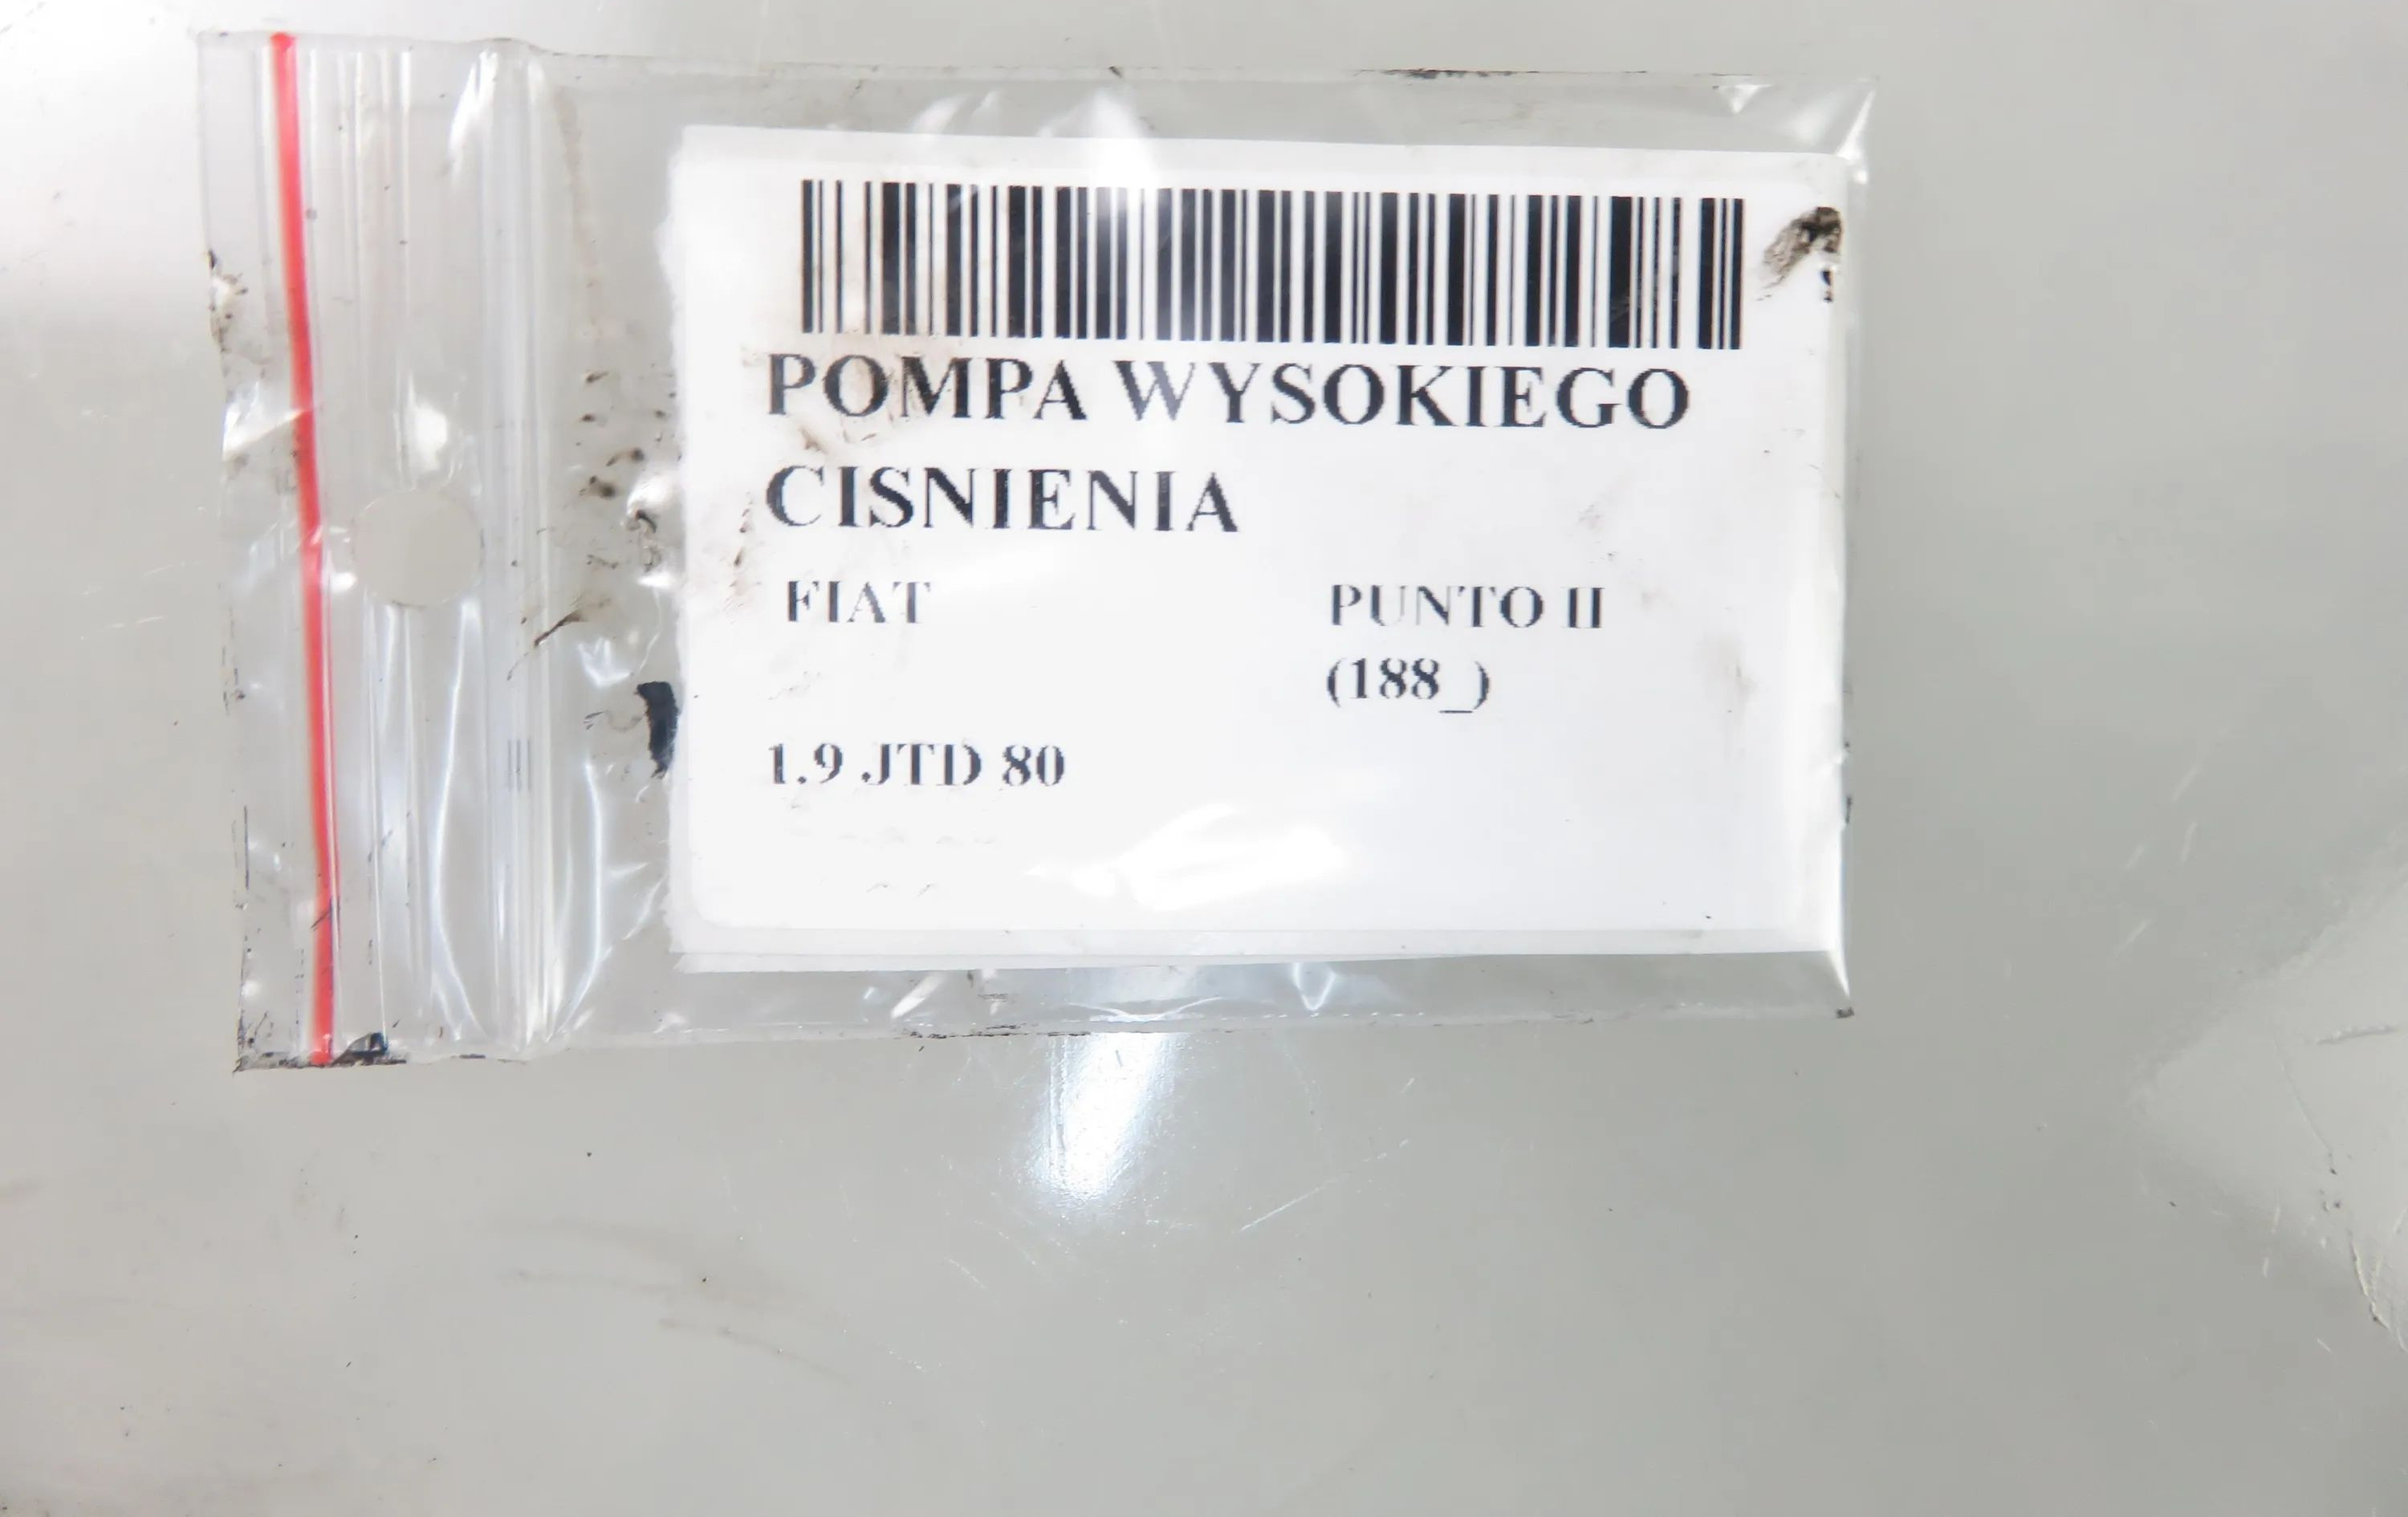 POMPA WYSOKIEGO
CISNIENIA
FIAT PUNTO II
(188_)
1.9 JTD 80